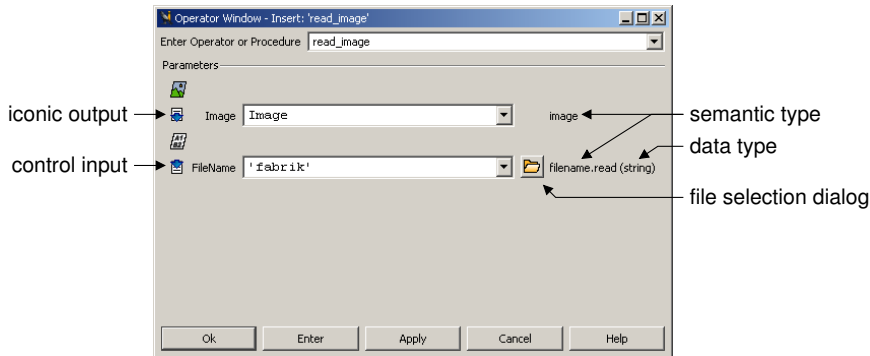 Operator Window - Insert: 'read_image'
Enter Operator or Procedure read_image
Parameters
iconic output Image Image image semantic type
data type
control input FileName 'fabrik' filename.read (string)
file selection dialog
Ok Enter Apply Cancel Help